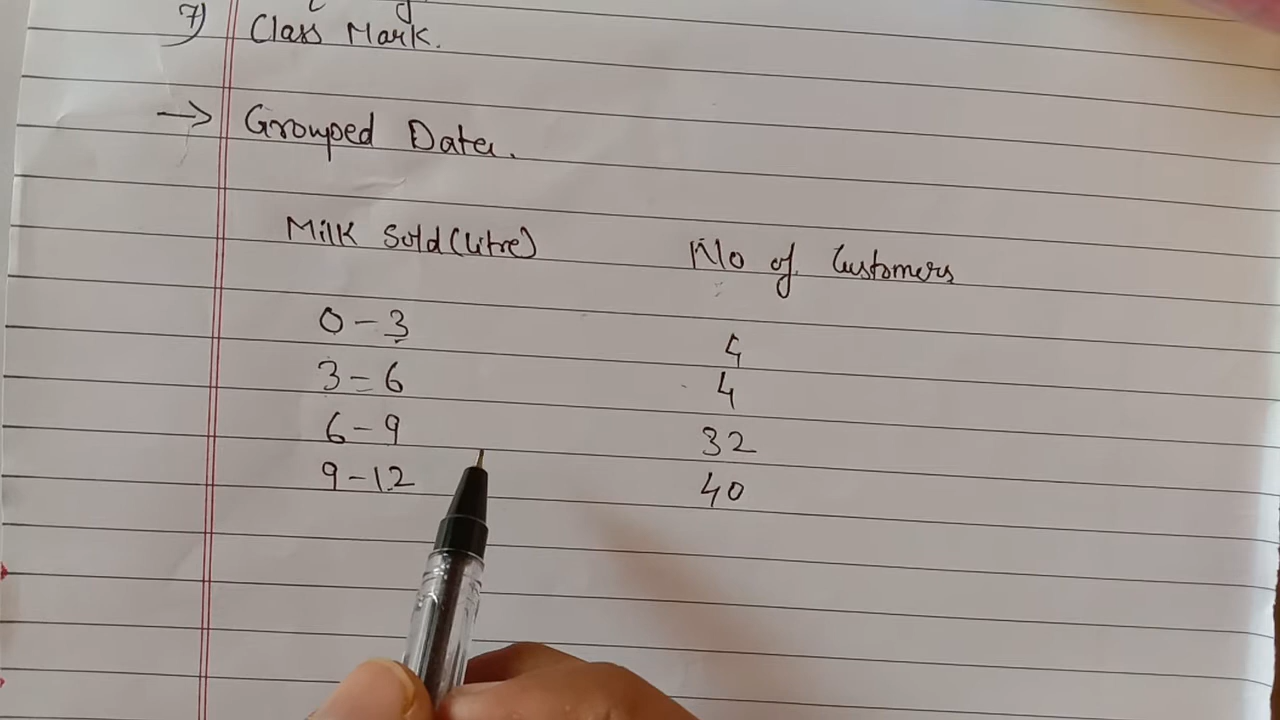 7) Class Mark.
→ Grouped Data.
Milk Sold (Litre) No of Customers
0 - 3 4
3 = 6 4
6 - 9 32
9 - 12 40